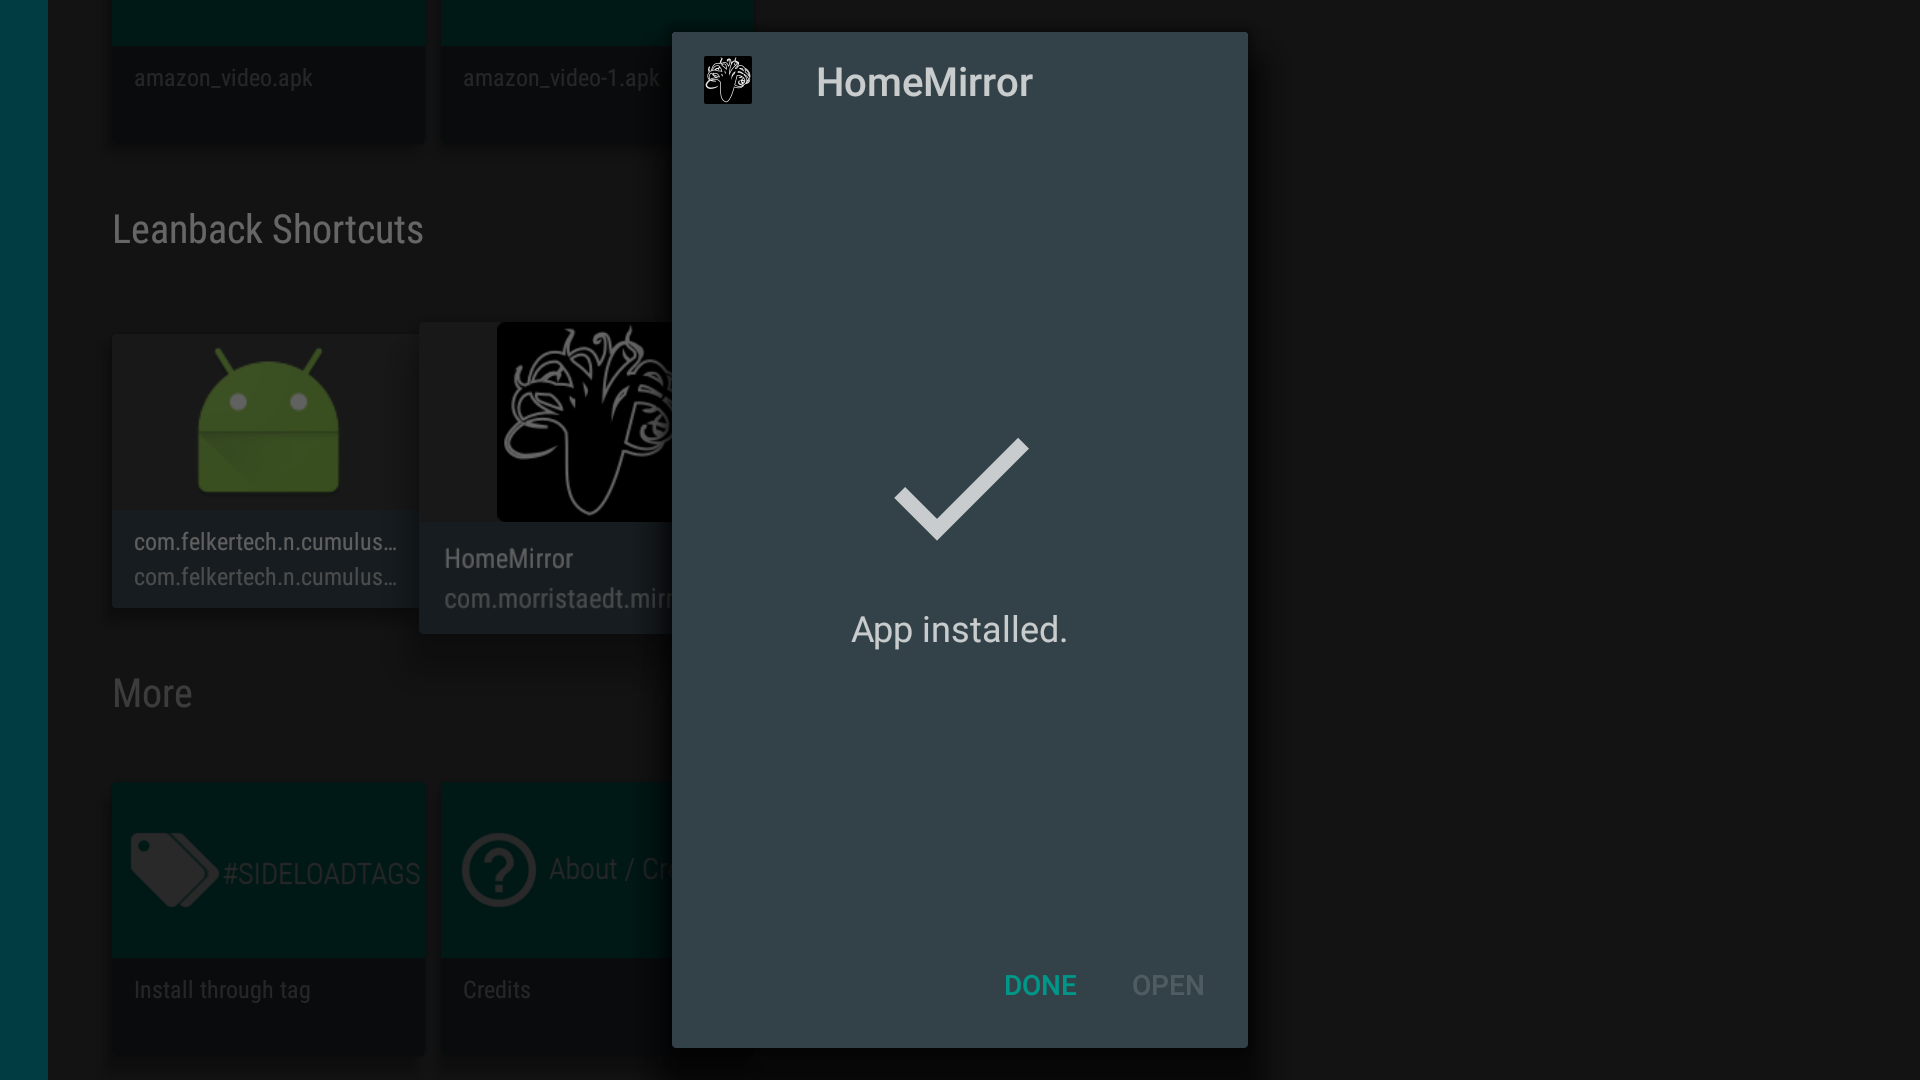 amazon_video.apk
amazon_video-1.apk
Leanback Shortcuts
com.felkertech.n.cumulus…
com.felkertech.n.cumulus…
HomeMirror
com.morristaedt.mirr
More
#SIDELOADTAGS
Install through tag
About / Cr
Credits
HomeMirror
App installed.
DONE
OPEN